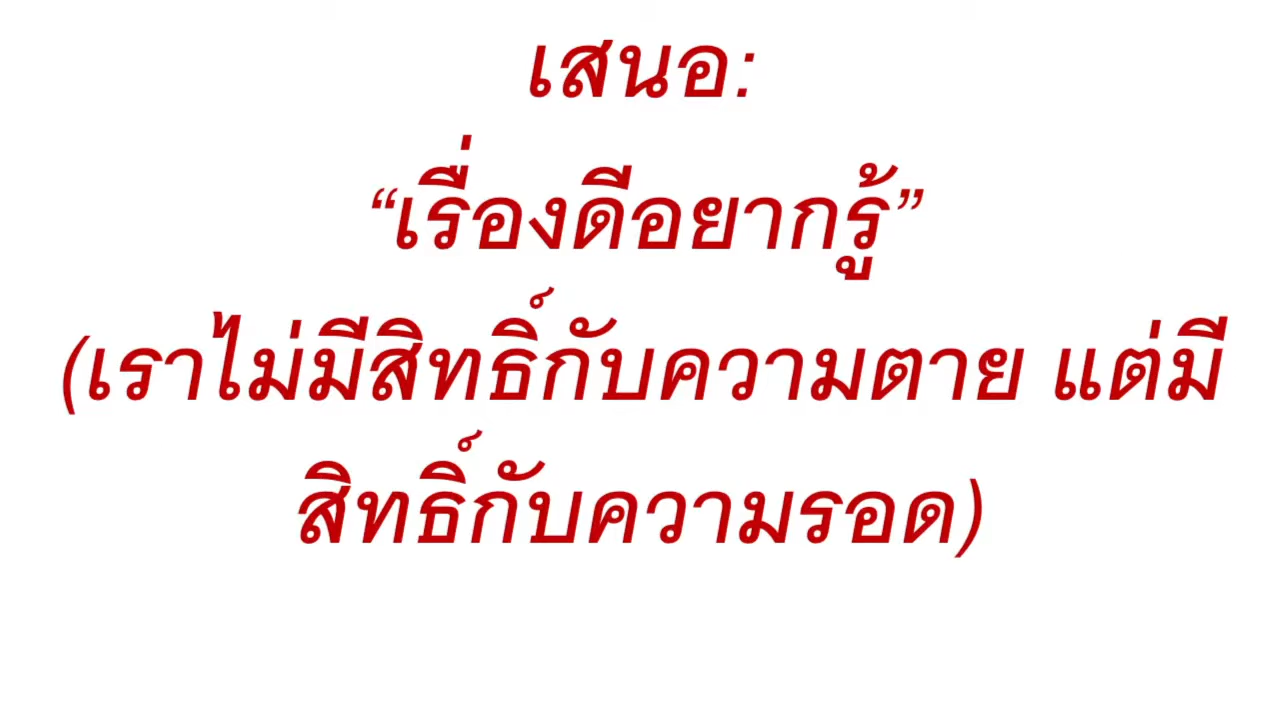 เสนอ:
“เรื่องดีอยากรู้”
(เราไม่มีสิทธิ์กับความตาย แต่มี
สิทธิ์กับความรอด)